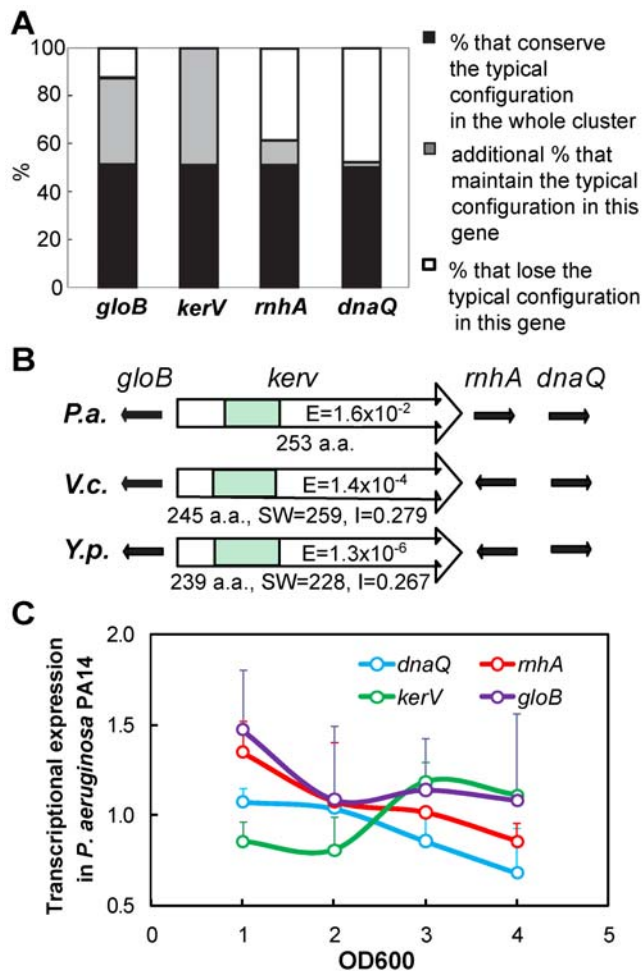 A
100
80
60
40
20
0
%
gloB kerV rnhA dnaQ
% that conserve
the typical
configuration
in the whole cluster
additional % that
maintain the typical
configuration in this
gene
% that lose the
typical configuration
in this gene
B
gloB kerv rnhA dnaQ
P.a. E=1.6x10-2
253 a.a.
V.c. E=1.4x10-4
245 a.a., SW=259, I=0.279
Y.p. E=1.3x10-6
239 a.a., SW=228, I=0.267
C
Transcriptional expression
in P. aeruginosa PA14
2.0
1.5
1.0
0.5
dnaQ rnhA
kerV gloB
0 1 2 3 4 5
OD600